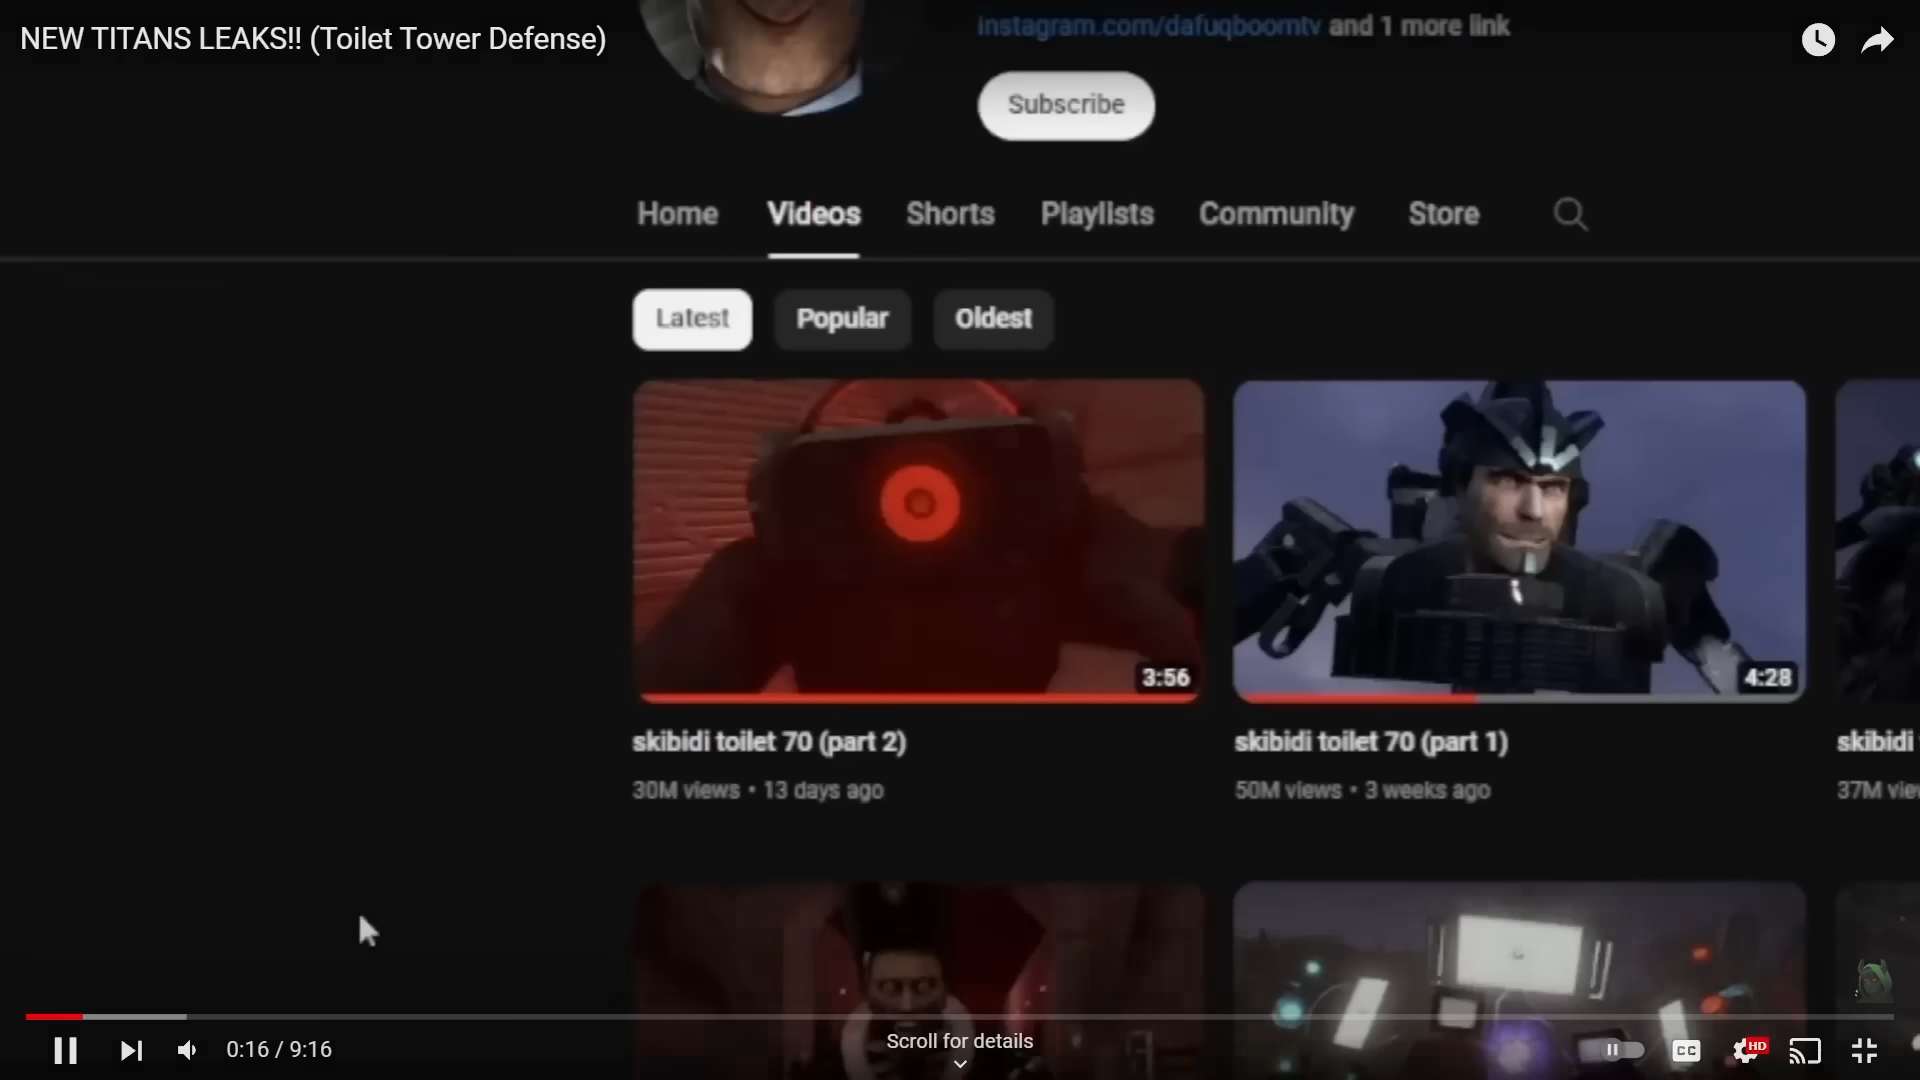 NEW TITANS LEAKS!! (Toilet Tower Defense)
instagram.com/dafuqboomtv and 1 more link
Subscribe
Home Videos Shorts Playlists Community Store
Latest Popular Oldest
3:56
4:28
skibidi toilet 70 (part 2)
skibidi toilet 70 (part 1)
skibidi
30M views • 13 days ago
50M views • 3 weeks ago
37M vie
0:16 / 9:16
Scroll for details
CC
HD